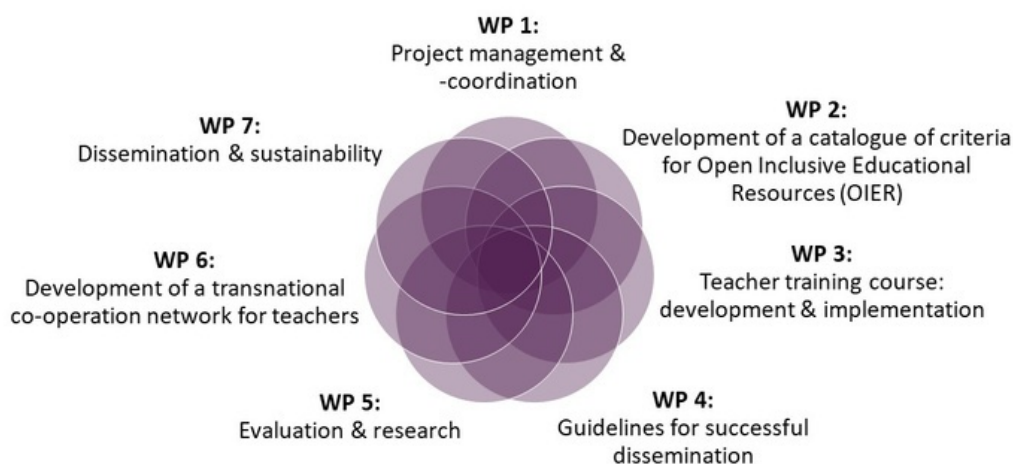 WP 1:
Project management &
-coordination
WP 2:
Development of a catalogue of criteria
for Open Inclusive Educational
Resources (OIER)
WP 3:
Teacher training course:
development & implementation
WP 4:
Guidelines for successful
dissemination
WP 5:
Evaluation & research
WP 6:
Development of a transnational
co-operation network for teachers
WP 7:
Dissemination & sustainability